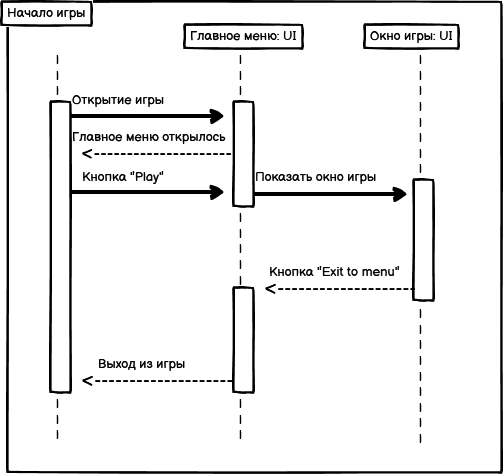 Начало игры
Главное меню: UI
Окно игры: UI
Открытие игры
Главное меню открылось
Кнопка "Play"
Показать окно игры
Кнопка "Exit to menu"
Выход из игры